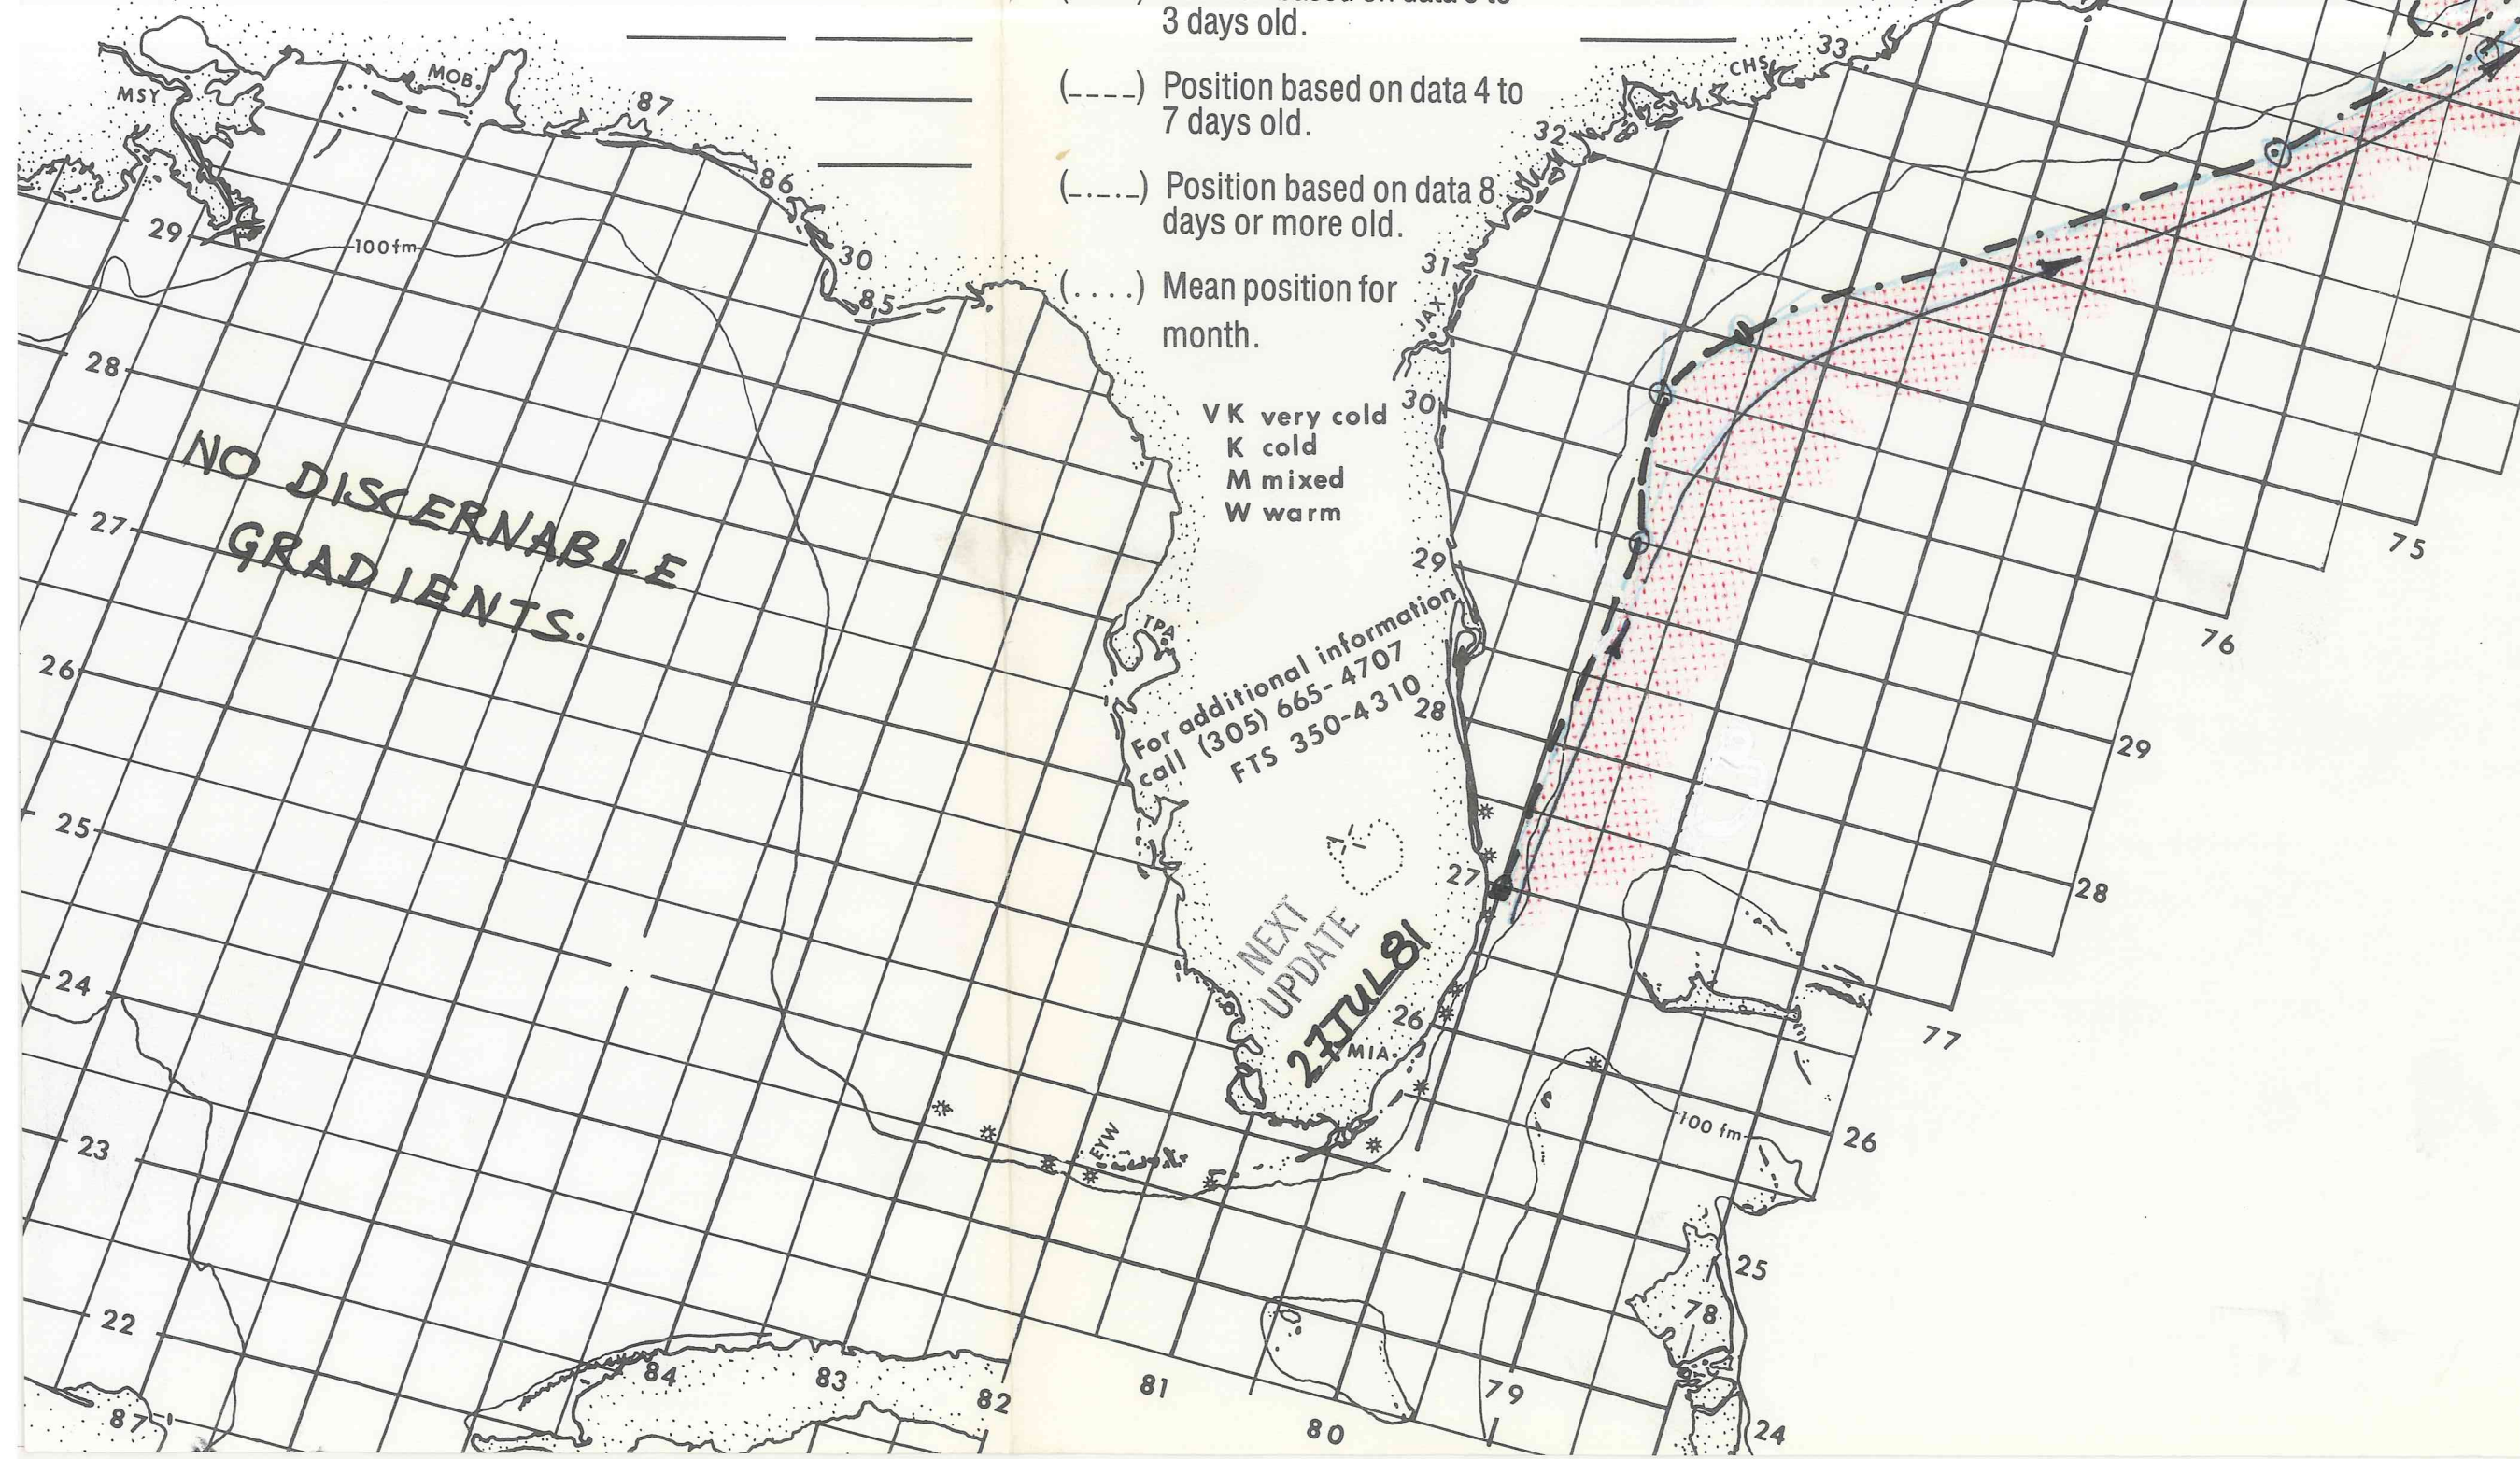 3 days old.
(----) Position based on data 4 to
7 days old.
(_._._) Position based on data 8
days or more old.
(....) Mean position for
month.
VK very cold
K cold
M mixed
W warm
For additional information
call (305) 665-4707
FTS 350-4310
NEXT
UPDATE
27JUL81
NO DISCERNABLE
GRADIENTS.
MSY
MOB
CHS
JAX
TPA
MIA
EYW
100fm
100 fm
87
86
30
85
29
28
27
26
25
24
23
22
87
84
83
82
81
80
79
78
33
32
31
30
29
28
27
26
75
76
29
28
77
26
25
24